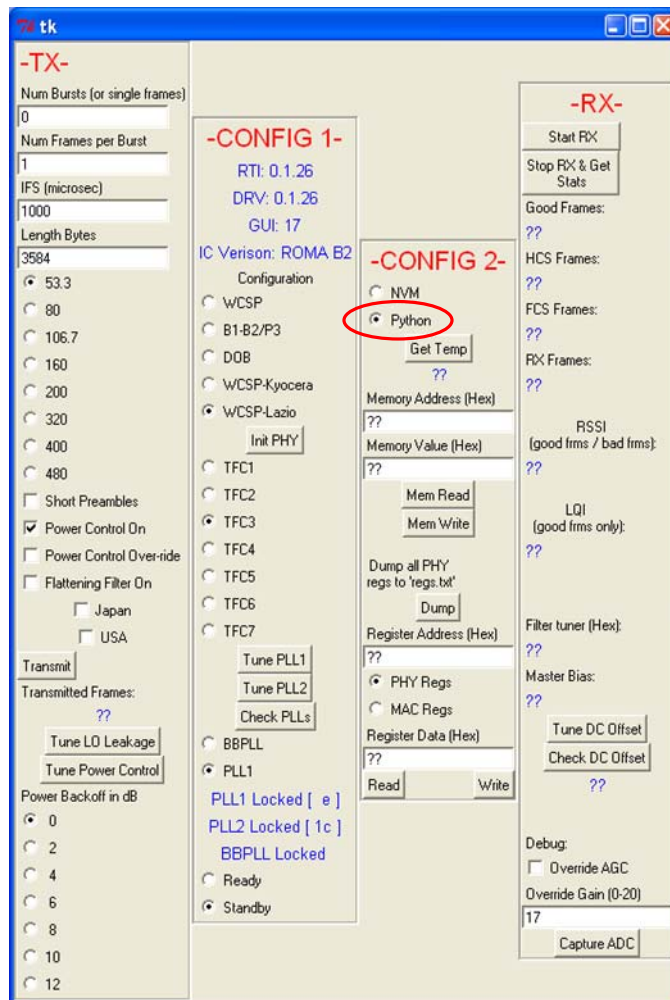 tk
-TX-
Num Bursts (or single frames)
0
Num Frames per Burst
1
IFS (microsec)
1000
Length Bytes
3584
53.3
80
106.7
160
200
320
400
480
Short Preambles
Power Control On
Power Control Over-ride
Flattening Filter On
Japan
USA
Transmit
Transmitted Frames:
??
Tune LO Leakage
Tune Power Control
Power Backoff in dB
0
2
4
6
8
10
12
-CONFIG 1-
RTI: 0.1.26
DRV: 0.1.26
GUI: 17
IC Verison: ROMA B2
Configuration
WCSP
B1-B2/P3
DOB
WCSP-Kyocera
WCSP-Lazio
Init PHY
TFC1
TFC2
TFC3
TFC4
TFC5
TFC6
TFC7
Tune PLL1
Tune PLL2
Check PLLs
BBPLL
PLL1
PLL1 Locked [ e ]
PLL2 Locked [ 1c ]
BBPLL Locked
Ready
Standby
-CONFIG 2-
NVM
Python
Get Temp
??
Memory Address (Hex)
??
Memory Value (Hex)
??
Mem Read
Mem Write
Dump all PHY
regs to 'regs.txt'
Dump
Register Address (Hex)
??
PHY Regs
MAC Regs
Register Data (Hex)
??
Read Write
-RX-
Start RX
Stop RX & Get
Stats
Good Frames:
??
HCS Frames:
??
FCS Frames:
??
RX Frames:
??
RSSI
(good frms / bad frms):
??
LQI
(good frms only):
??
Filter tuner (Hex):
??
Master Bias:
??
Tune DC Offset
Check DC Offset
??
Debug:
Override AGC
Override Gain (0-20)
17
Capture ADC